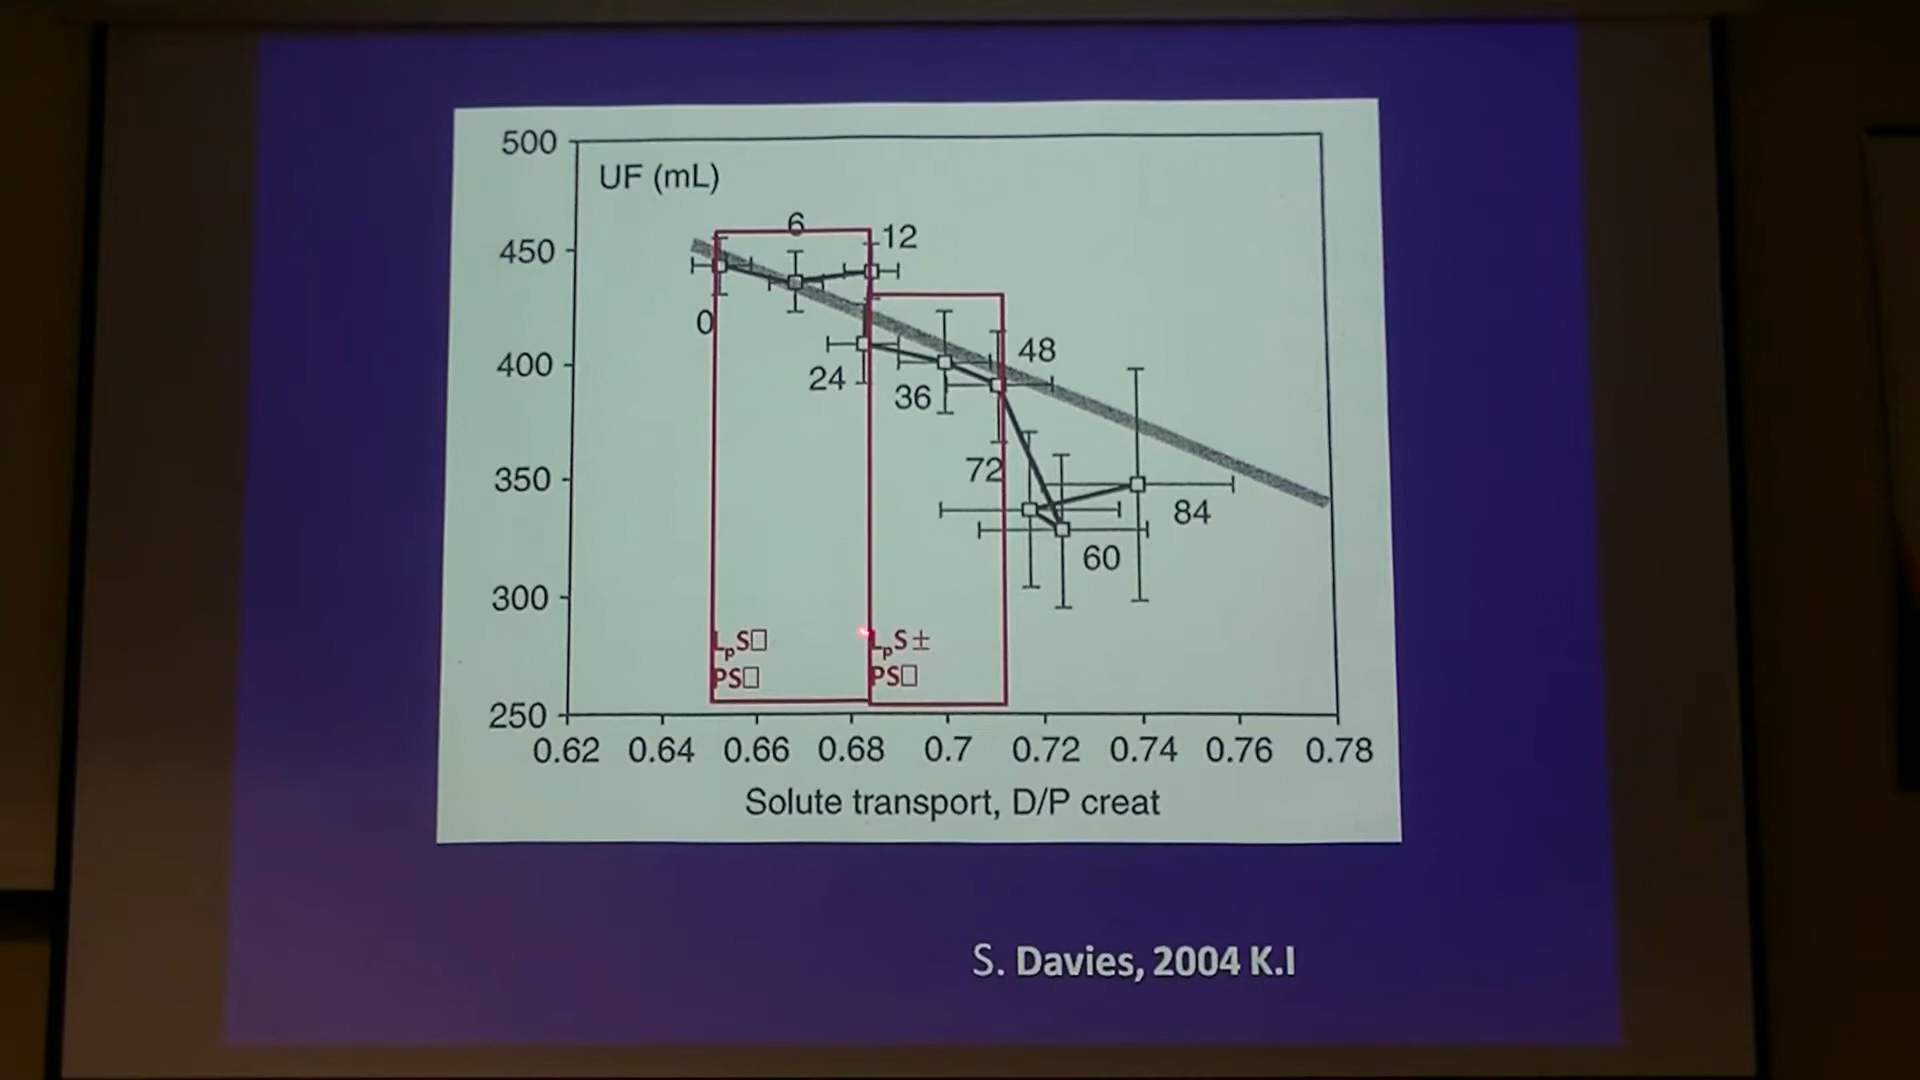 500
UF (mL)
450
400
350
300
250
6
12
0
24
36
48
72
84
60
LpS□
PS□
LpS±
PS□
0.62 0.64 0.66 0.68 0.7 0.72 0.74 0.76 0.78
Solute transport, D/P creat
S. Davies, 2004 K.I